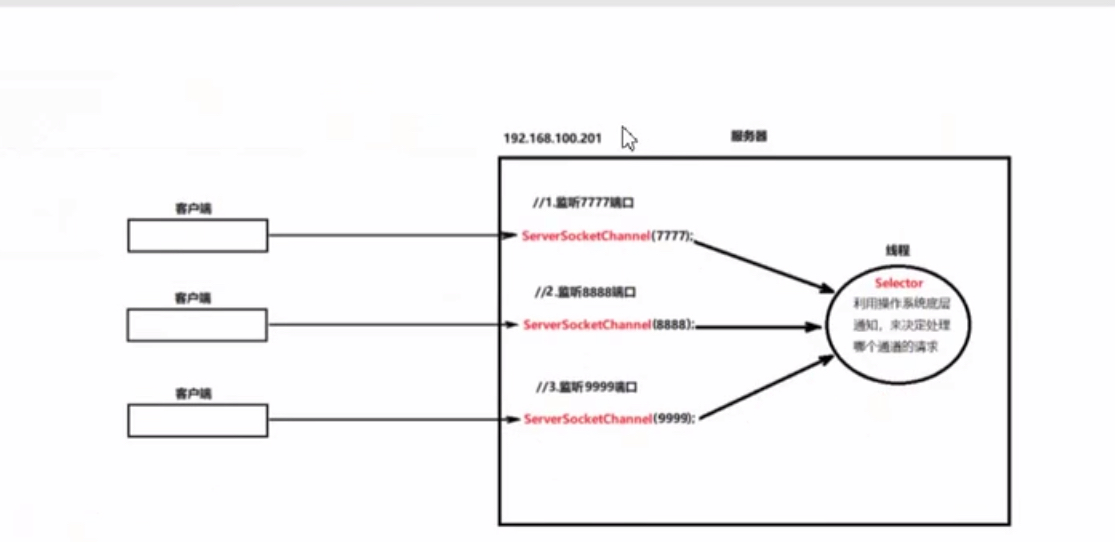 192.168.100.201
服务器
客户端
//1.监听7777端口
ServerSocketChannel(7777);
线程
客户端
//2.监听8888端口
ServerSocketChannel(8888);
Selector
利用操作系统底层
通知，来决定处理
哪个通道的请求
客户端
//3.监听9999端口
ServerSocketChannel(9999);